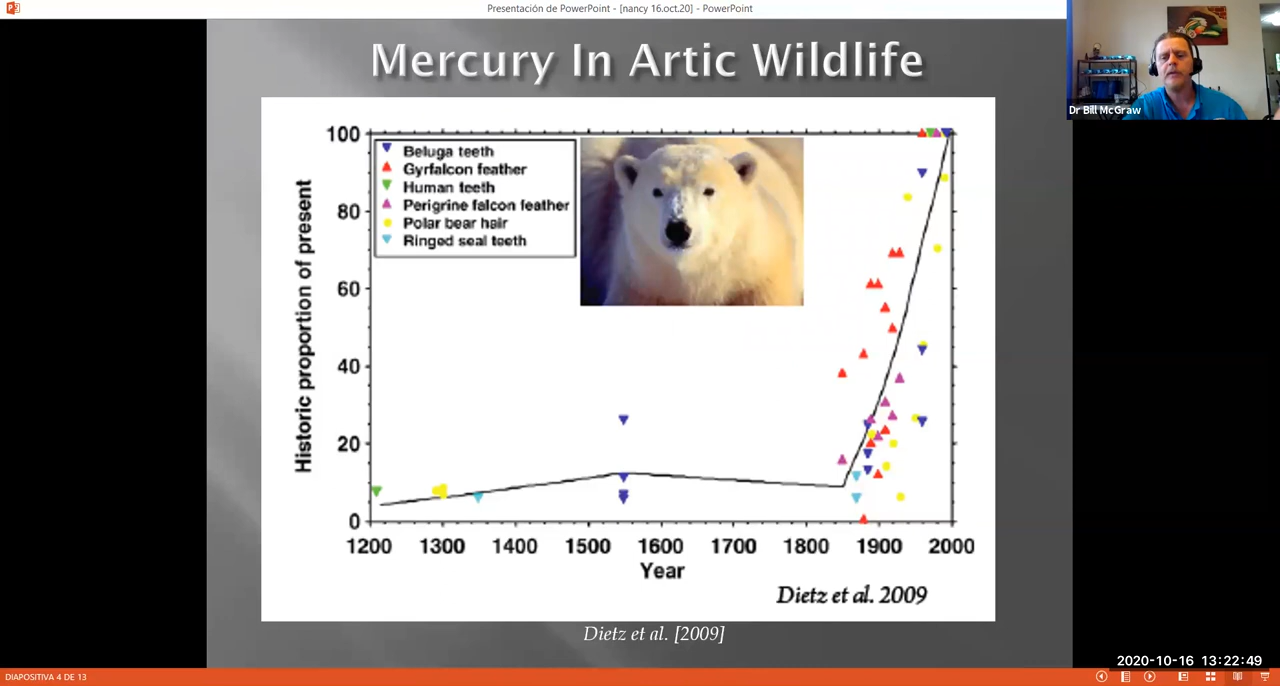 Presentación de PowerPoint - [nancy 16.oct.20] - PowerPoint
Mercury In Artic Wildlife
Dr Bill McGraw
Historic proportion of present
100
80
60
40
20
0
Beluga teeth
Gyrfalcon feather
Human teeth
Perigrine falcon feather
Polar bear hair
Ringed seal teeth
1200 1300 1400 1500 1600 1700 1800 1900 2000
Year
Dietz et al. 2009
Dietz et al. [2009]
2020-10-16 13:22:49
DIAPOSITIVA 4 DE 13